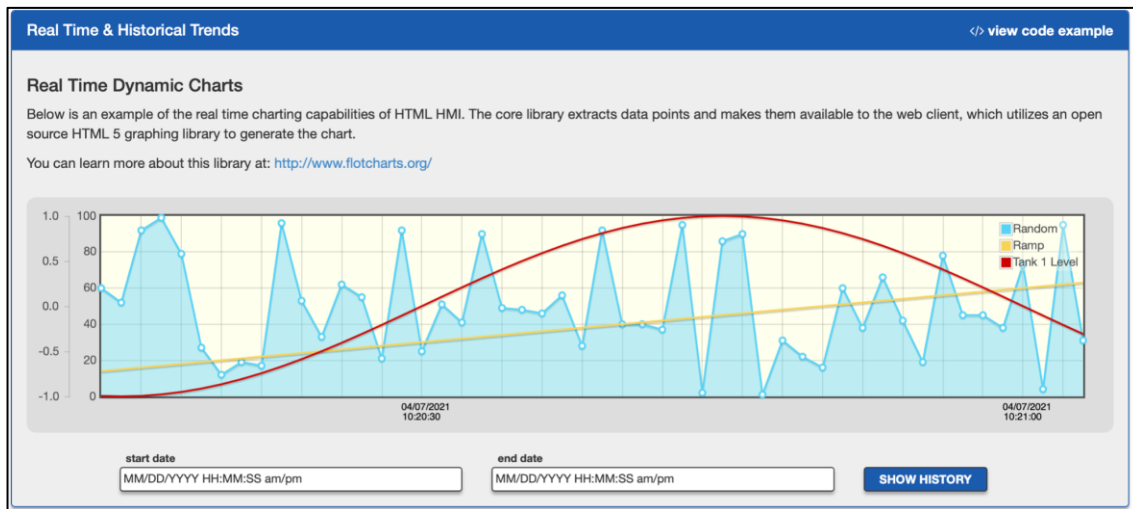 Real Time & Historical Trends
</> view code example
Real Time Dynamic Charts
Below is an example of the real time charting capabilities of HTML HMI. The core library extracts data points and makes them available to the web client, which utilizes an open
source HTML 5 graphing library to generate the chart.
You can learn more about this library at: http://www.flotcharts.org/
1.0 100
80
0.5
60
0.0
40
-0.5
20
-1.0 0
Random
Ramp
Tank 1 Level
04/07/2021
10:20:30
04/07/2021
10:21:00
start date
MM/DD/YYYY HH:MM:SS am/pm
end date
MM/DD/YYYY HH:MM:SS am/pm
SHOW HISTORY